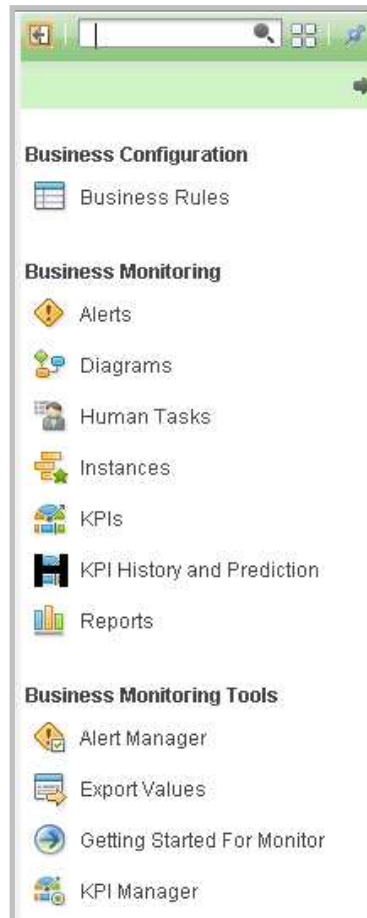 Business Configuration
Business Rules
Business Monitoring
Alerts
Diagrams
Human Tasks
Instances
KPIs
KPI History and Prediction
Reports
Business Monitoring Tools
Alert Manager
Export Values
Getting Started For Monitor
KPI Manager